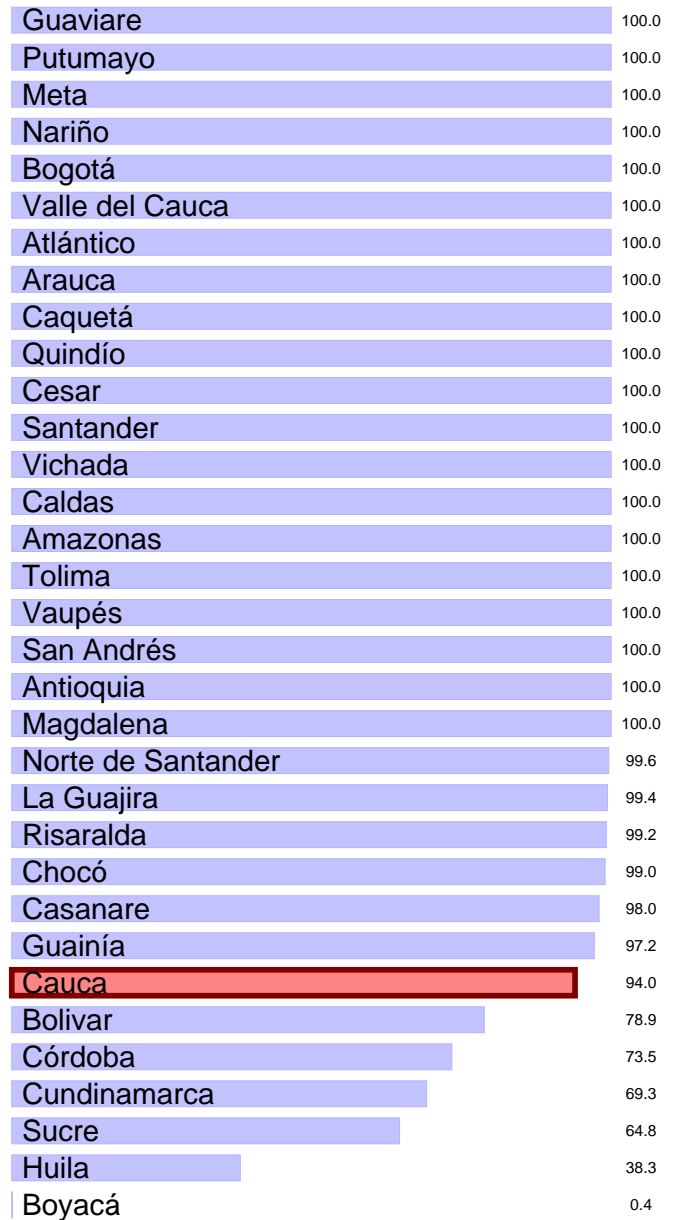 Guaviare 100.0
Putumayo 100.0
Meta 100.0
Nariño 100.0
Bogotá 100.0
Valle del Cauca 100.0
Atlántico 100.0
Arauca 100.0
Caquetá 100.0
Quindío 100.0
Cesar 100.0
Santander 100.0
Vichada 100.0
Caldas 100.0
Amazonas 100.0
Tolima 100.0
Vaupés 100.0
San Andrés 100.0
Antioquia 100.0
Magdalena 100.0
Norte de Santander 99.6
La Guajira 99.4
Risaralda 99.2
Chocó 99.0
Casanare 98.0
Guainía 97.2
Cauca 94.0
Bolivar 78.9
Córdoba 73.5
Cundinamarca 69.3
Sucre 64.8
Huila 38.3
Boyacá 0.4